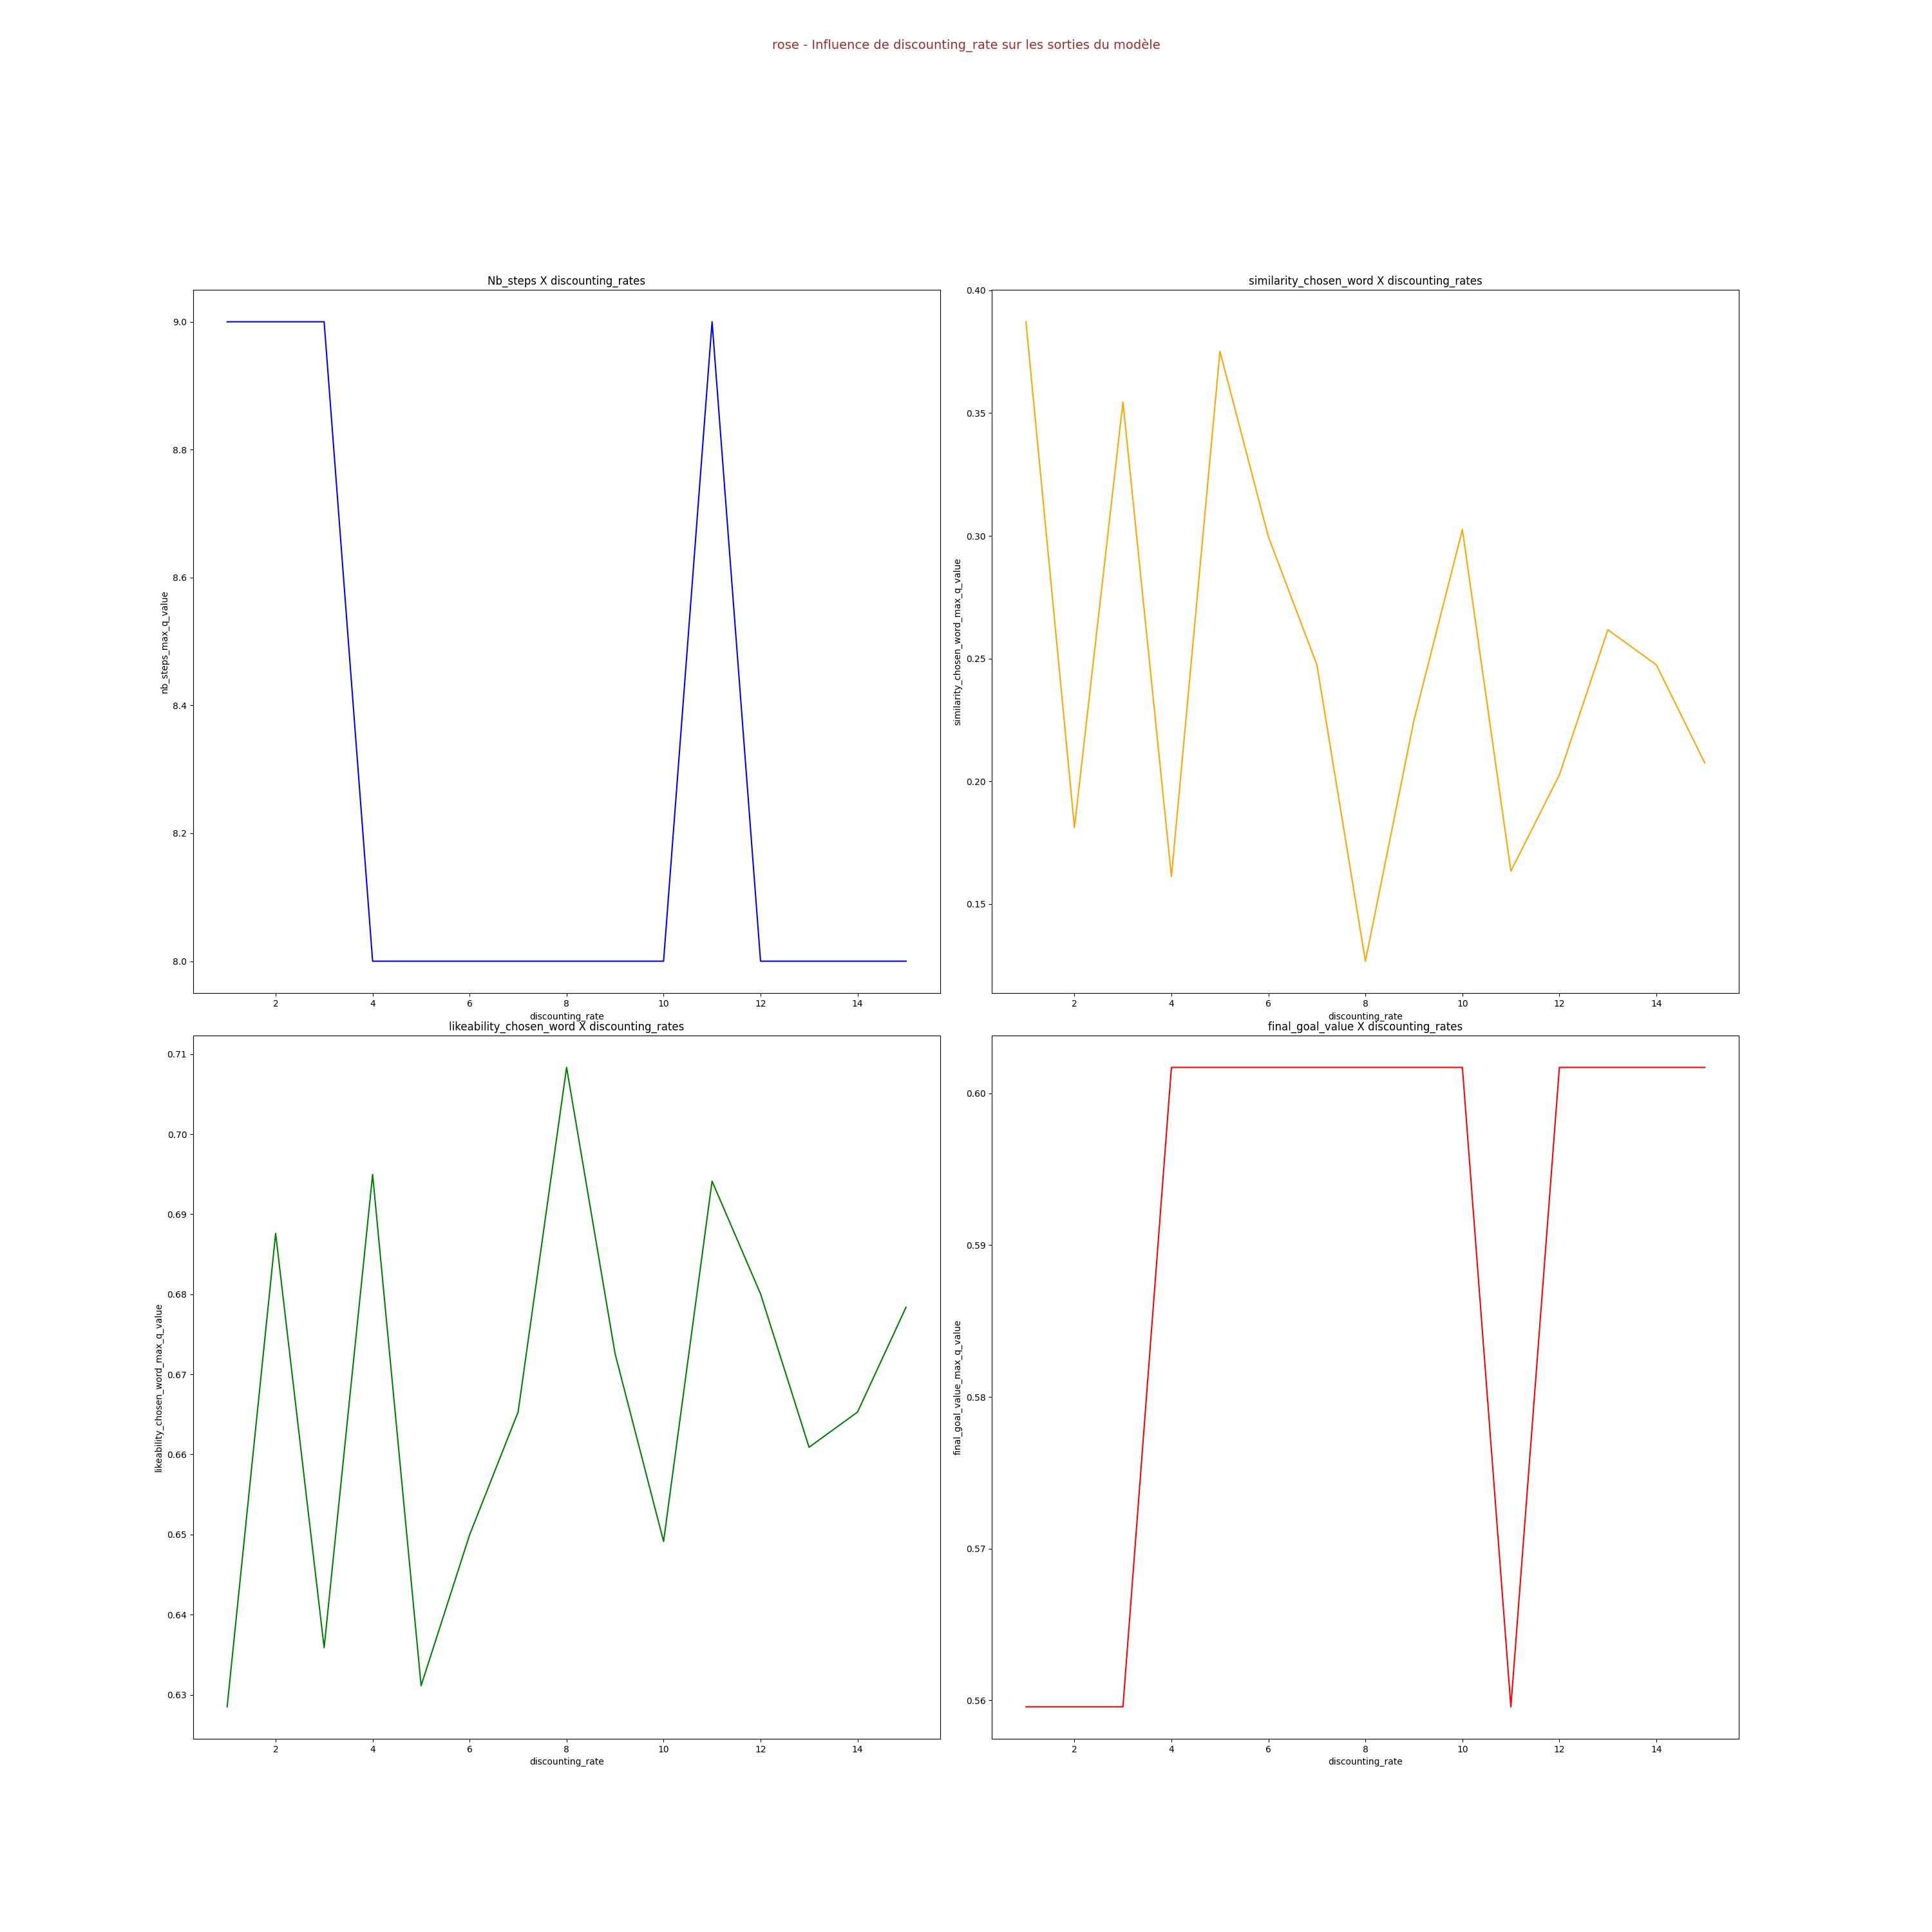 rose - Influence de discounting_rate sur les sorties du modèle
Nb_steps X discounting_rates
9.0
8.8
8.6
8.4
8.2
8.0
nb_steps_max_q_value
2 4 6 8 10 12 14
discounting_rate
similarity_chosen_word X discounting_rates
0.40
0.35
0.30
0.25
0.20
0.15
similarity_chosen_word_max_q_value
2 4 6 8 10 12 14
discounting_rate
likeability_chosen_word X discounting_rates
0.71
0.70
0.69
0.68
0.67
0.66
0.65
0.64
0.63
likeability_chosen_word_max_q_value
2 4 6 8 10 12 14
discounting_rate
final_goal_value X discounting_rates
0.60
0.59
0.58
0.57
0.56
final_goal_value_max_q_value
2 4 6 8 10 12 14
discounting_rate